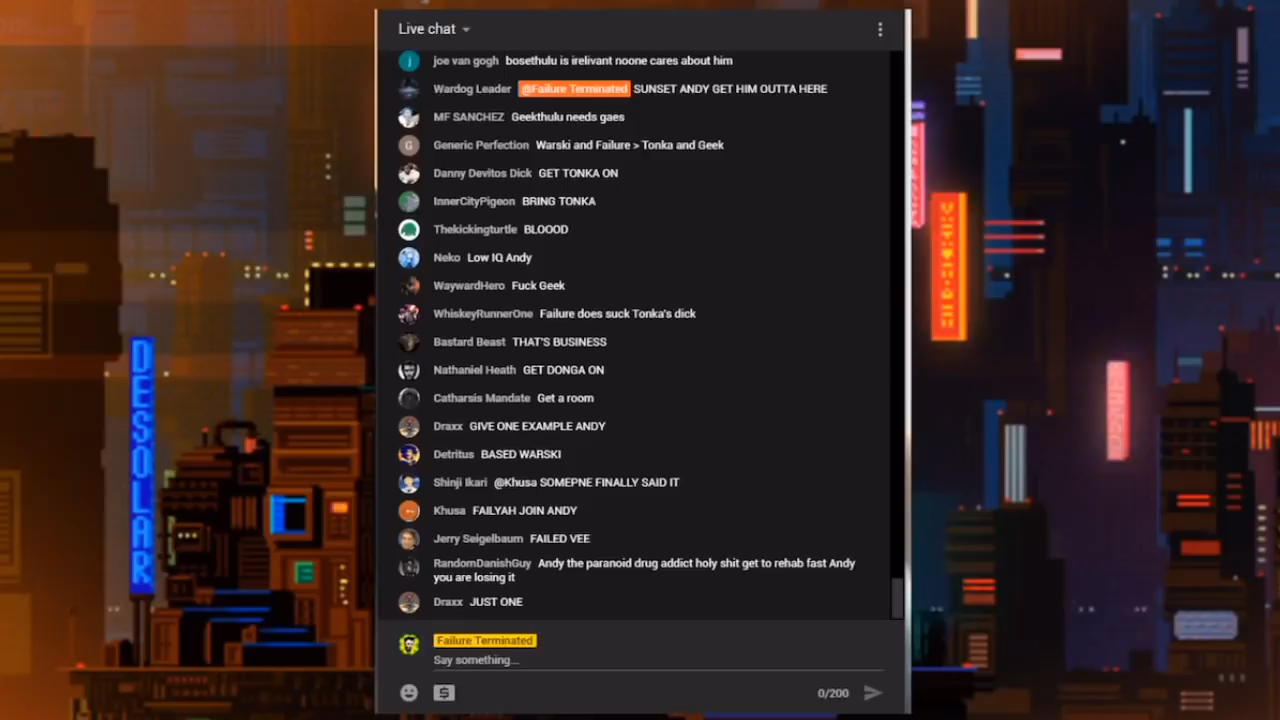 Live chat
joe van gogh bosethulu is irelivant noone cares about him
Wardog Leader @Failure Terminated SUNSET ANDY GET HIM OUTTA HERE
MF SANCHEZ Geekthulu needs gaes
G Generic Perfection Warski and Failure > Tonka and Geek
Danny Devitos Dick GET TONKA ON
InnerCityPigeon BRING TONKA
Thekickingturtle BLOOOD
Neko Low IQ Andy
WaywardHero Fuck Geek
WhiskeyRunnerOne Failure does suck Tonka's dick
Bastard Beast THAT'S BUSINESS
Nathaniel Heath GET DONGA ON
Catharsis Mandate Get a room
Draxx GIVE ONE EXAMPLE ANDY
Detritus BASED WARSKI
Shinji Ikari @Khusa SOMEPNE FINALLY SAID IT
Khusa FAILYAH JOIN ANDY
Jerry Seigelbaum FAILED VEE
RandomDanishGuy Andy the paranoid drug addict holy shit get to rehab fast Andy
you are losing it
Draxx JUST ONE
Failure Terminated
Say something...
0/200
DESOLAR